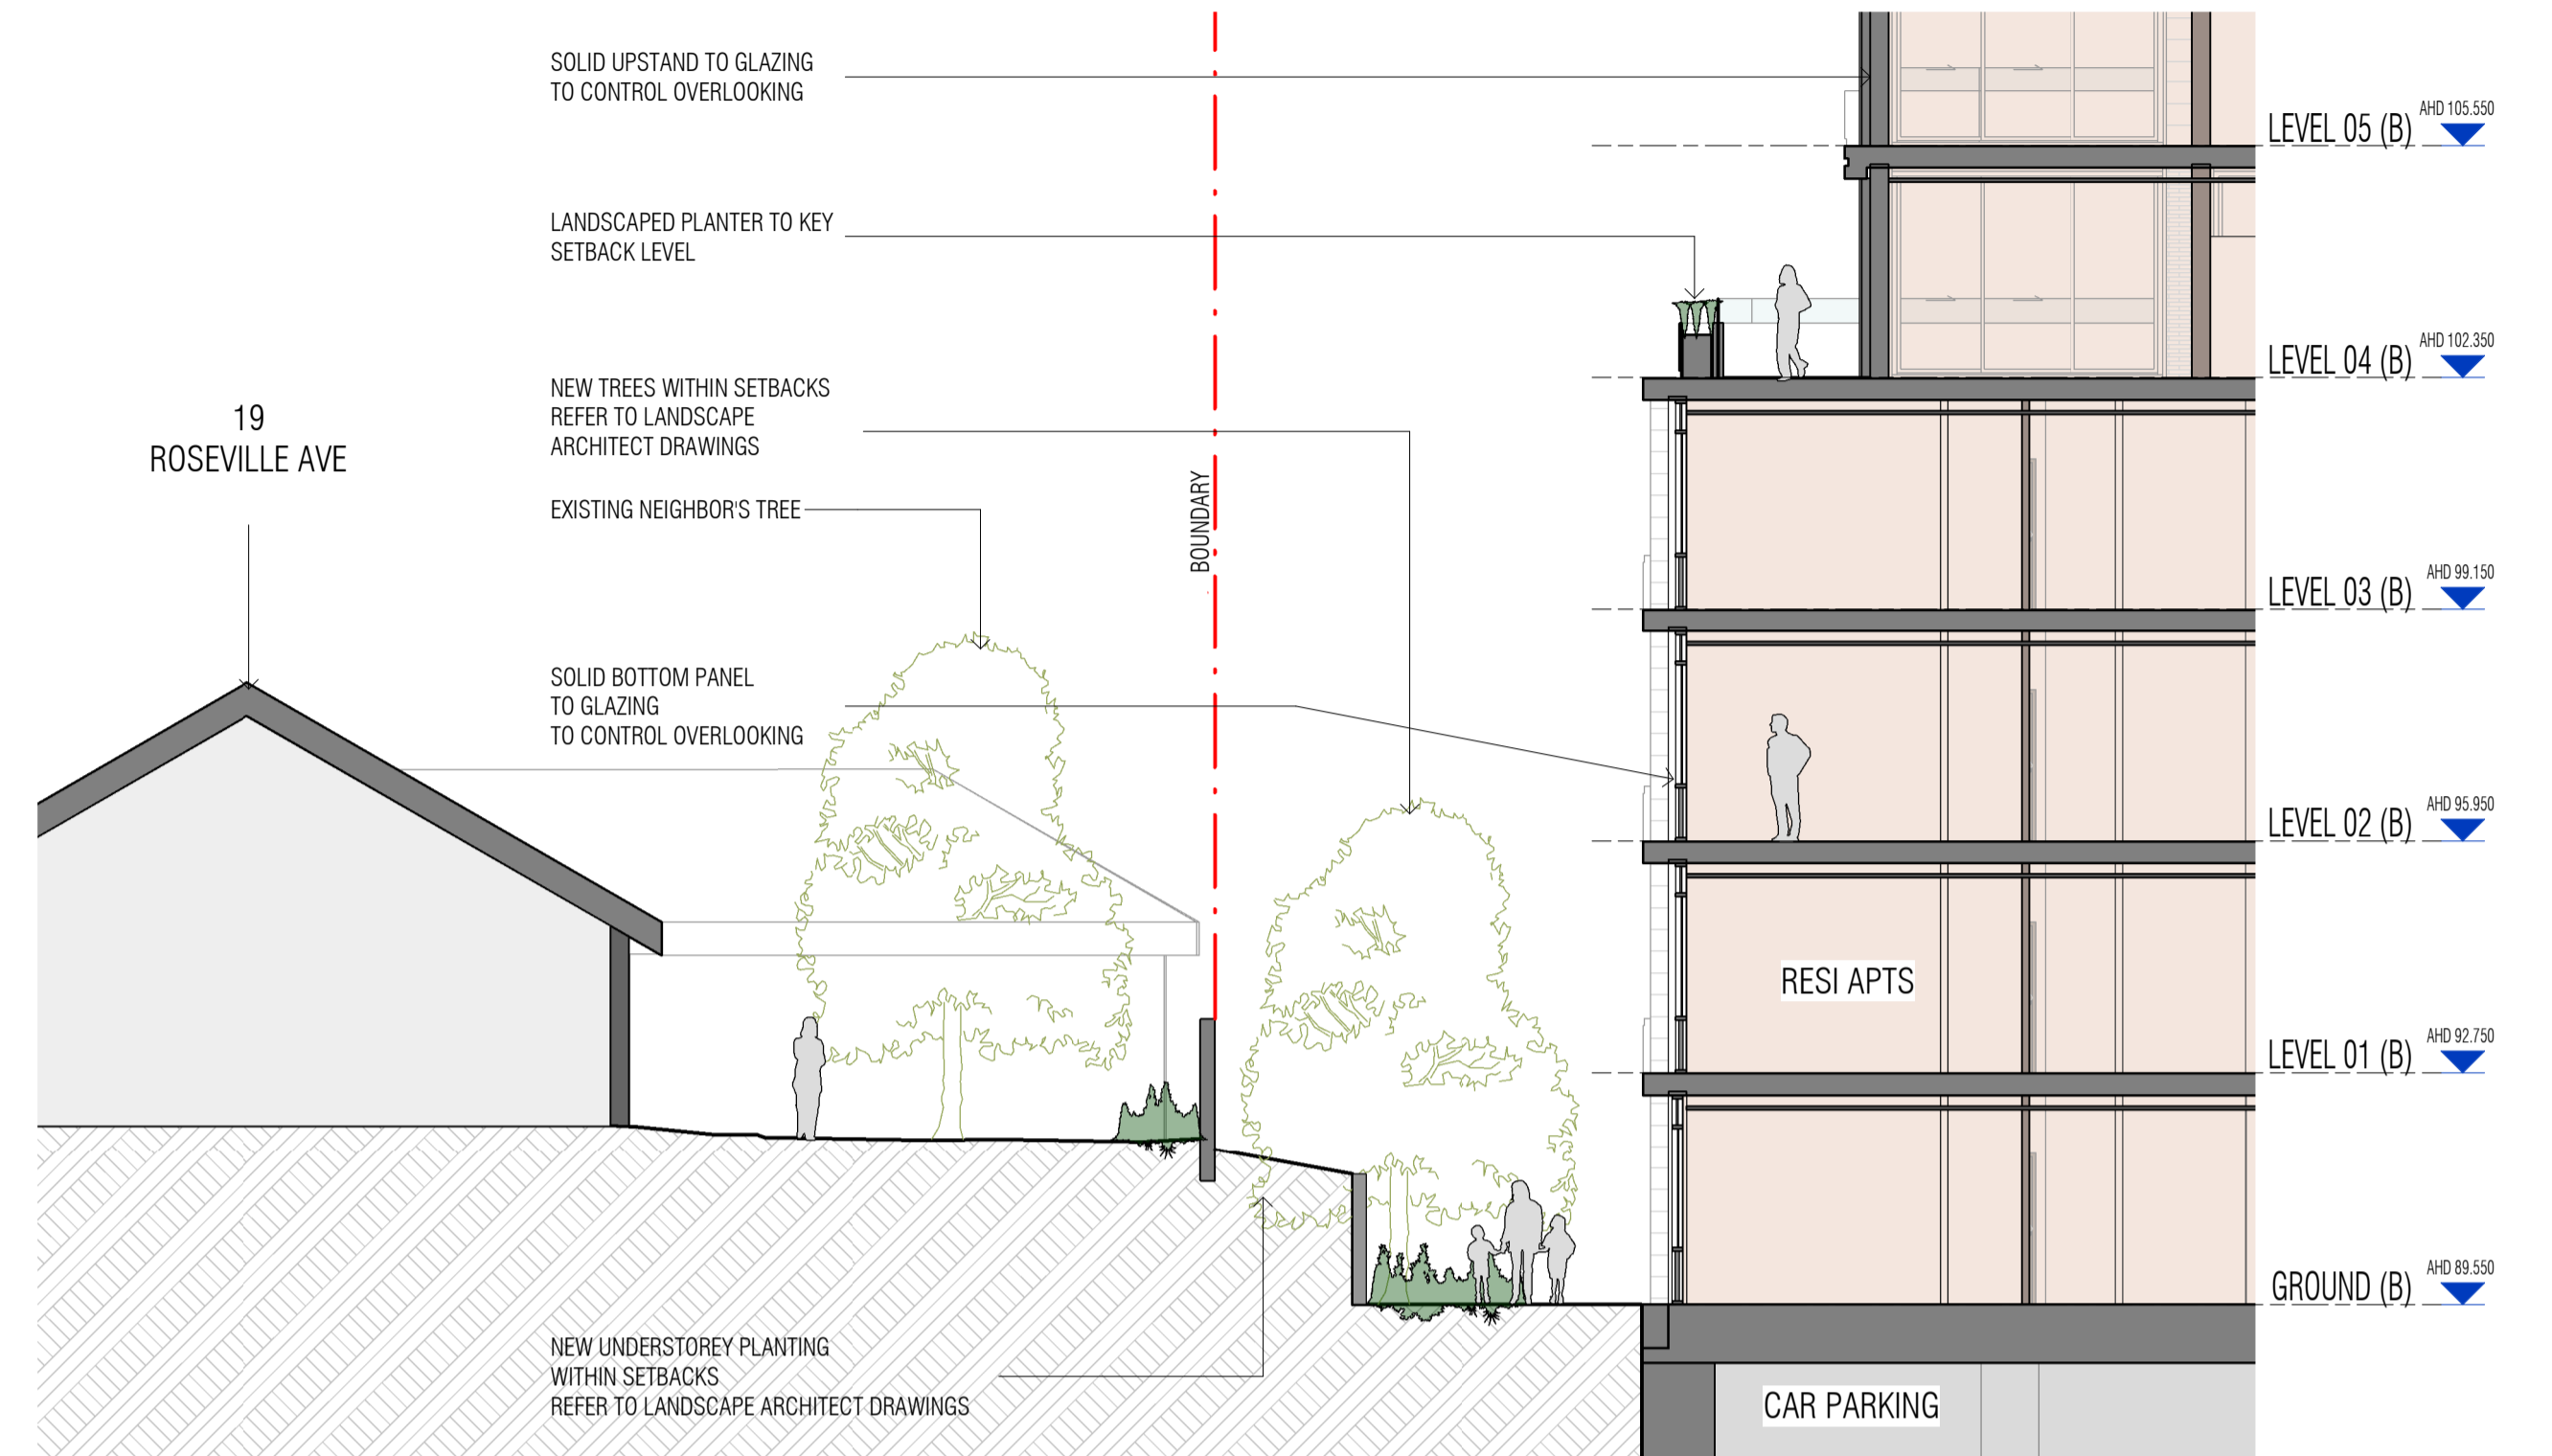 SOLID UPSTAND TO GLAZING
TO CONTROL OVERLOOKING
LANDSCAPED PLANTER TO KEY
SETBACK LEVEL
NEW TREES WITHIN SETBACKS
REFER TO LANDSCAPE
ARCHITECT DRAWINGS
19
ROSEVILLE AVE
EXISTING NEIGHBOR'S TREE
BOUNDARY
SOLID BOTTOM PANEL
TO GLAZING
TO CONTROL OVERLOOKING
NEW UNDERSTOREY PLANTING
WITHIN SETBACKS
REFER TO LANDSCAPE ARCHITECT DRAWINGS
RESI APTS
CAR PARKING
AHD 105.550
LEVEL 05 (B)
AHD 102.350
LEVEL 04 (B)
AHD 99.150
LEVEL 03 (B)
AHD 95.950
LEVEL 02 (B)
AHD 92.750
LEVEL 01 (B)
AHD 89.550
GROUND (B)